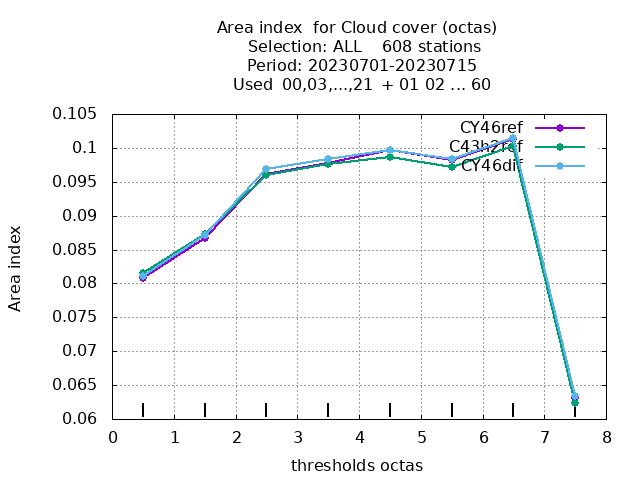 Area index  for Cloud cover (octas)
Selection: ALL    608 stations
Period: 20230701-20230715
Used  00,03,...,21  + 01 02 ... 60
0.105
0.1
0.095
0.09
0.085
0.08
0.075
0.07
0.065
0.06
Area index
CY46ref
C43h2ref
CY46dif
0 1 2 3 4 5 6 7 8
thresholds octas